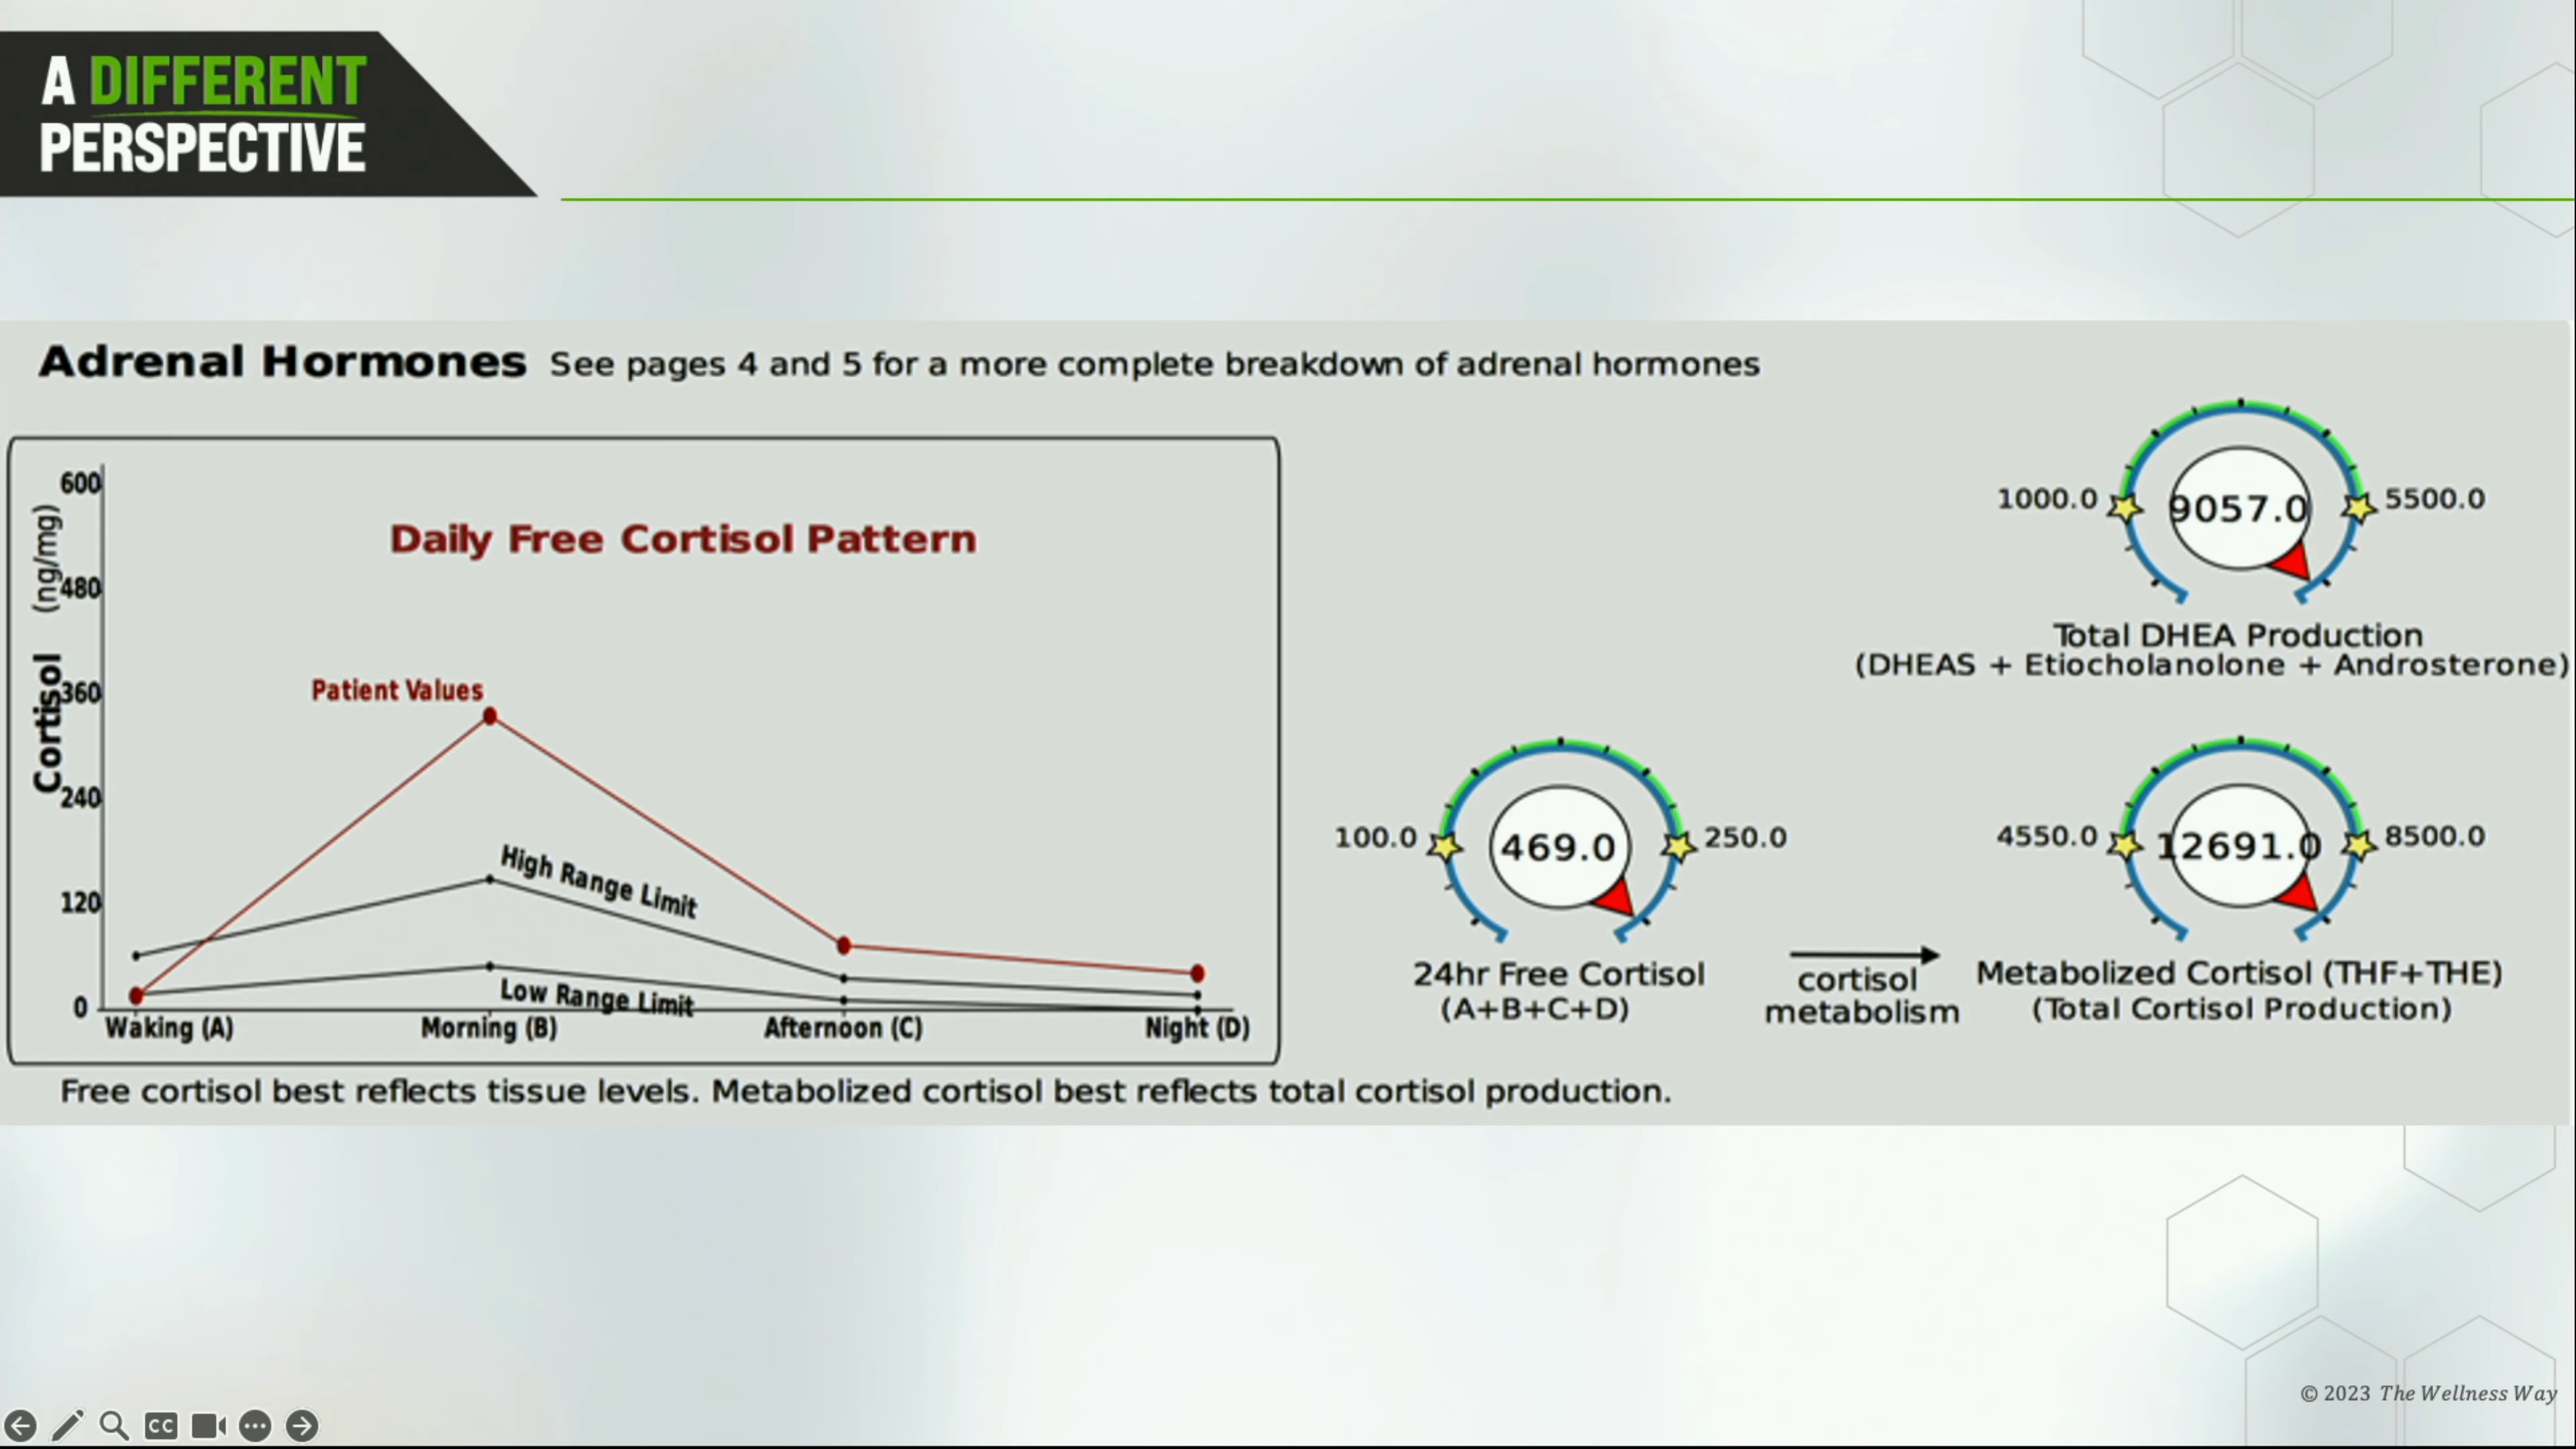 A DIFFERENT
PERSPECTIVE
Adrenal Hormones See pages 4 and 5 for a more complete breakdown of adrenal hormones
Daily Free Cortisol Pattern
Cortisol (ng/mg)
600
480
360
240
120
0
Patient Values
High Range Limit
Low Range Limit
Waking (A) Morning (B) Afternoon (C) Night (D)
1000.0 9057.0 5500.0
Total DHEA Production
(DHEAS + Etiocholanolone + Androsterone)
100.0 469.0 250.0
24hr Free Cortisol
(A+B+C+D)
cortisol
metabolism
4550.0 12691.0 8500.0
Metabolized Cortisol (THF+THE)
(Total Cortisol Production)
Free cortisol best reflects tissue levels. Metabolized cortisol best reflects total cortisol production.
© 2023 The Wellness Way
CC